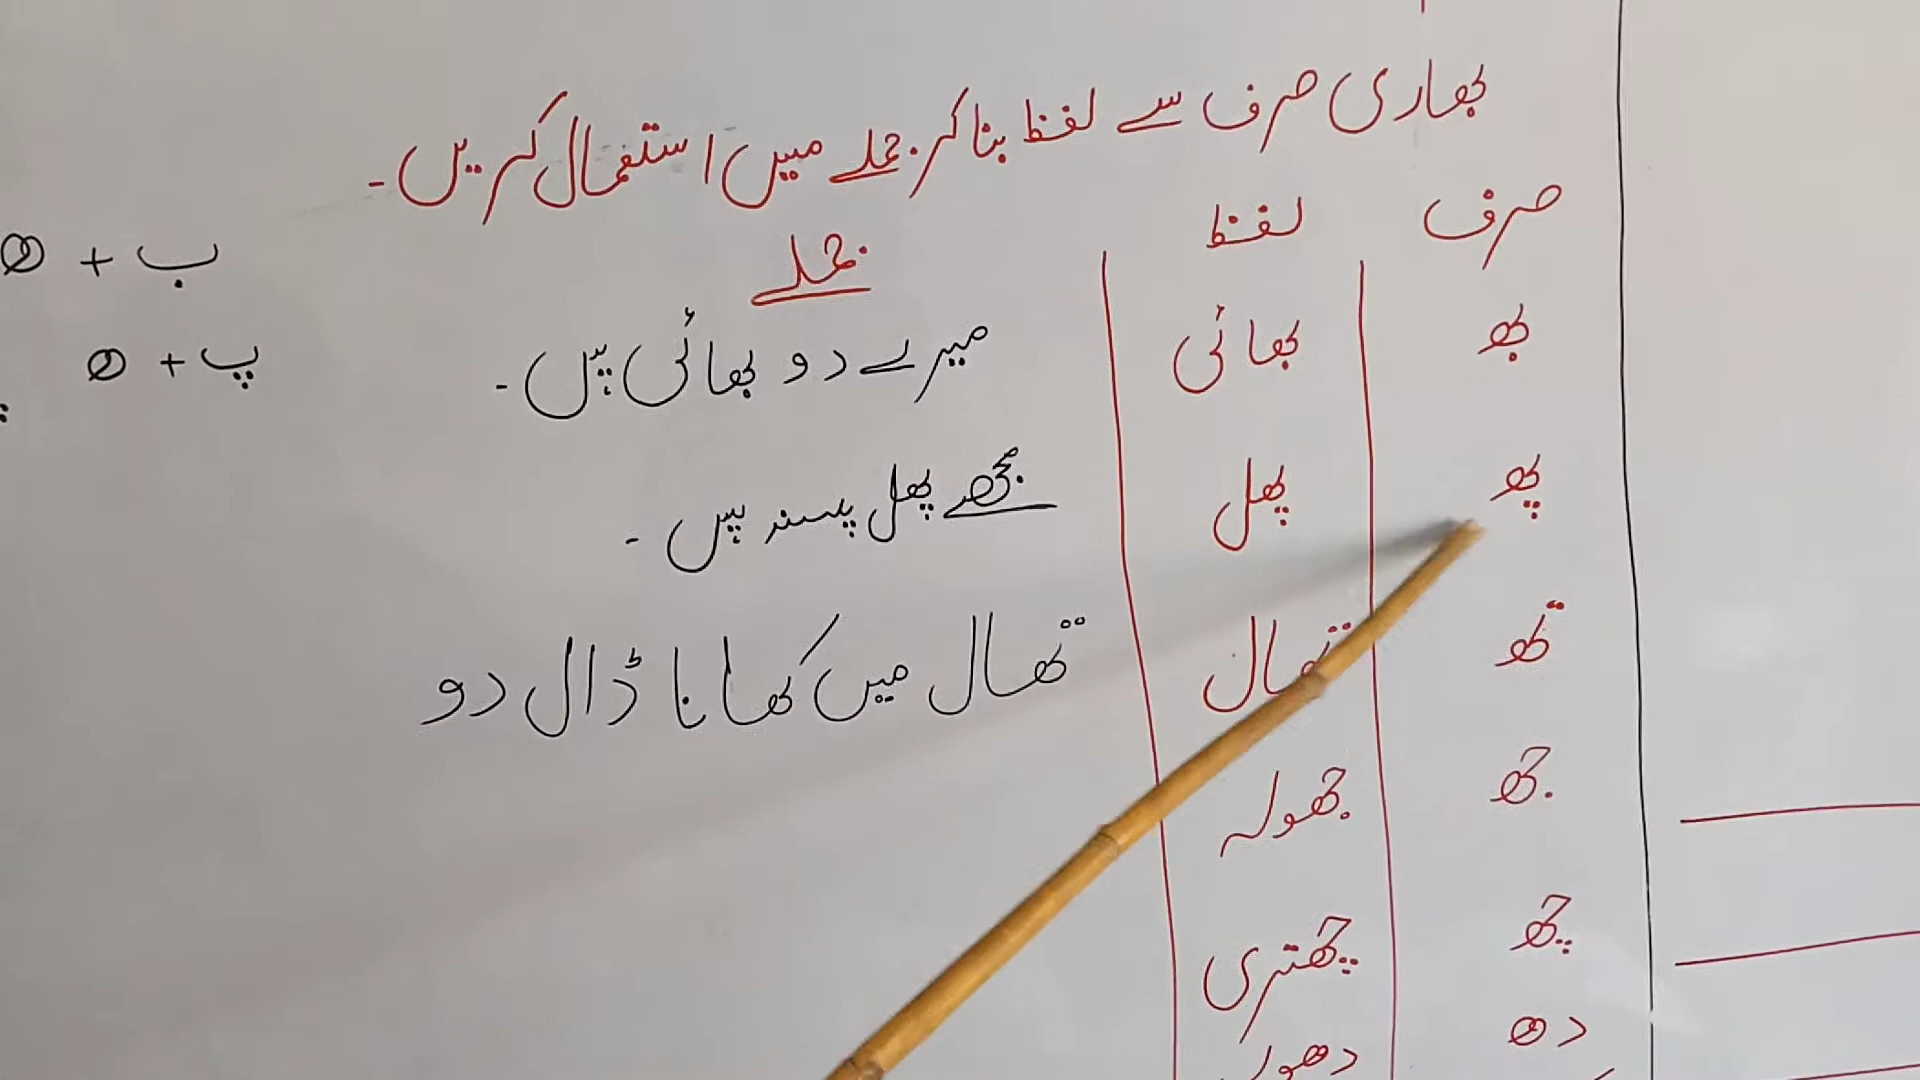 بھاری حرف سے لفظ بنا کر جملے میں استعمال کریں۔
حرف لفظ جملے
بھ بھائی میرے دو بھائی ہیں۔
پھ پھل مجھے پھل پسند ہیں۔
تھ تھال تھال میں کھانا ڈال دو
جھ جھولہ
چھ چھتری
دھ
ب + ھ
پ + ھ